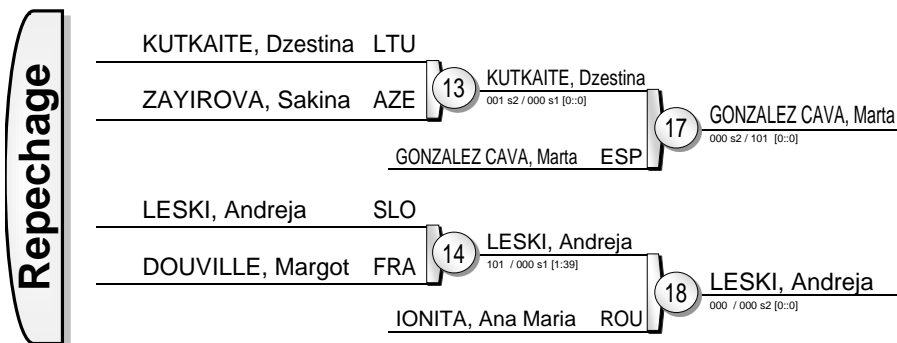 Repechage
KUTKAITE, Dzestina LTU
ZAYIROVA, Sakina AZE
13
KUTKAITE, Dzestina
001 s2 / 000 s1 [0::0]
GONZALEZ CAVA, Marta ESP
17
GONZALEZ CAVA, Marta
000 s2 / 101 [0::0]
LESKI, Andreja SLO
DOUVILLE, Margot FRA
14
LESKI, Andreja
101 / 000 s1 [1:39]
IONITA, Ana Maria ROU
18
LESKI, Andreja
000 / 000 s2 [0::0]